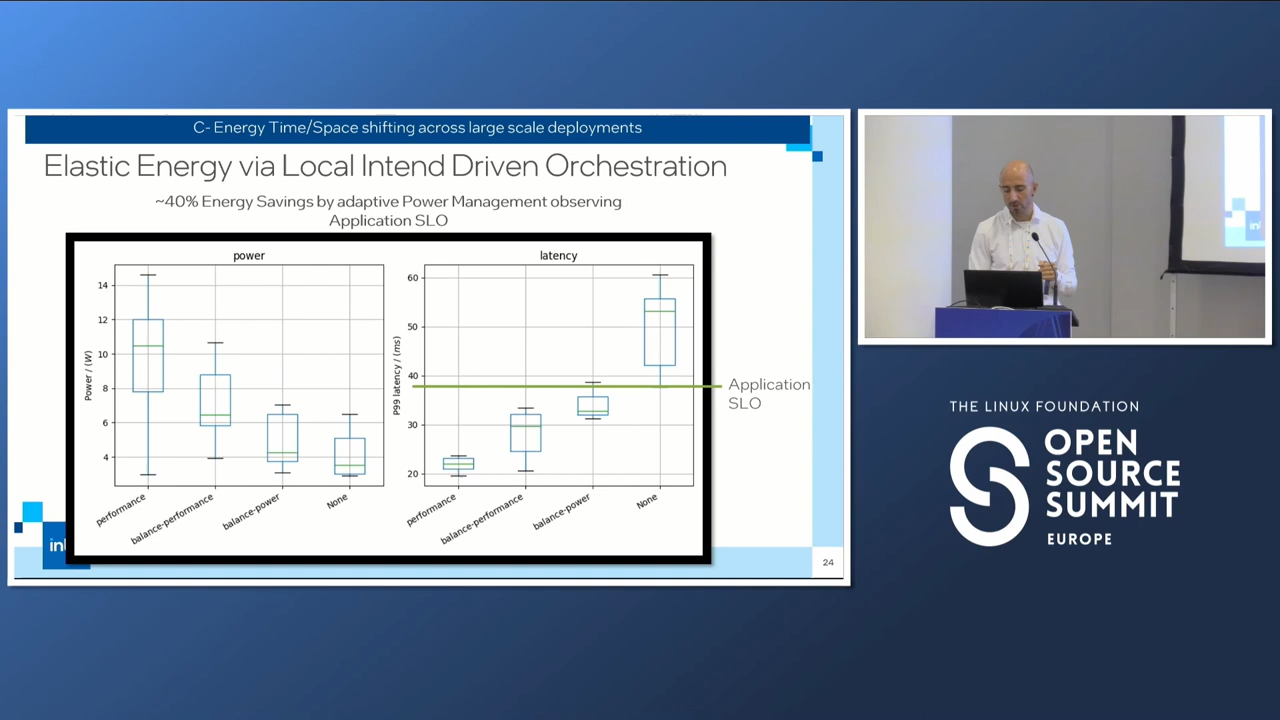 C- Energy Time/Space shifting across large scale deployments
Elastic Energy via Local Intend Driven Orchestration
~40% Energy Savings by adaptive Power Management observing
Application SLO
power
Power / (W)
14
12
10
8
6
4
performance
balance-performance
balance-power
None
latency
P99 latency / (ms)
60
50
40
30
20
performance
balance-performance
balance-power
None
Application
SLO
24
THE LINUX FOUNDATION
OPEN
SOURCE
SUMMIT
EUROPE